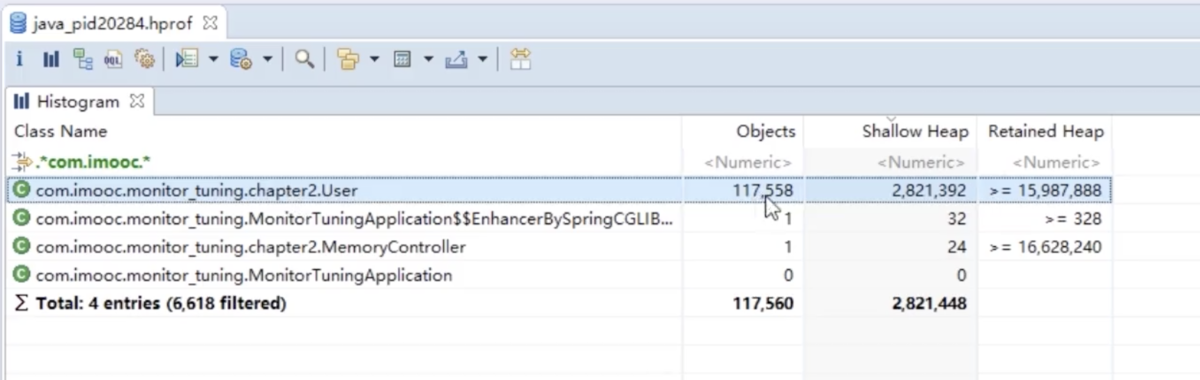 java_pid20284.hprof
i OQL
Histogram
Class Name Objects Shallow Heap Retained Heap
.*com.imooc.* <Numeric> <Numeric> <Numeric>
com.imooc.monitor_tuning.chapter2.User 117,558 2,821,392 >= 15,987,888
com.imooc.monitor_tuning.MonitorTuningApplication$$EnhancerBySpringCGLIB... 1 32 >= 328
com.imooc.monitor_tuning.chapter2.MemoryController 1 24 >= 16,628,240
com.imooc.monitor_tuning.MonitorTuningApplication 0 0
Σ Total: 4 entries (6,618 filtered) 117,560 2,821,448